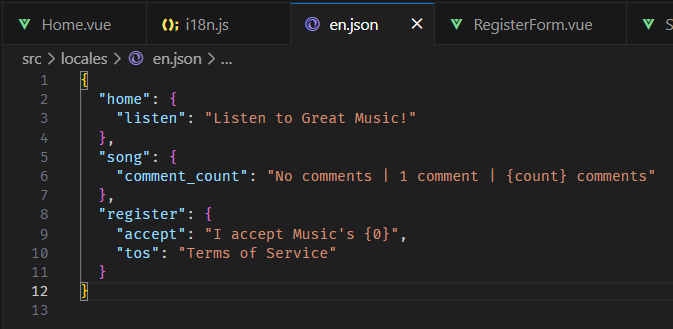 Home.vue i18n.js en.json RegisterForm.vue S
src > locales > en.json > ...
1 {
2   "home": {
3     "listen": "Listen to Great Music!"
4   },
5   "song": {
6     "comment_count": "No comments | 1 comment | {count} comments"
7   },
8   "register": {
9     "accept": "I accept Music's {0}",
10     "tos": "Terms of Service"
11   }
12 }
13